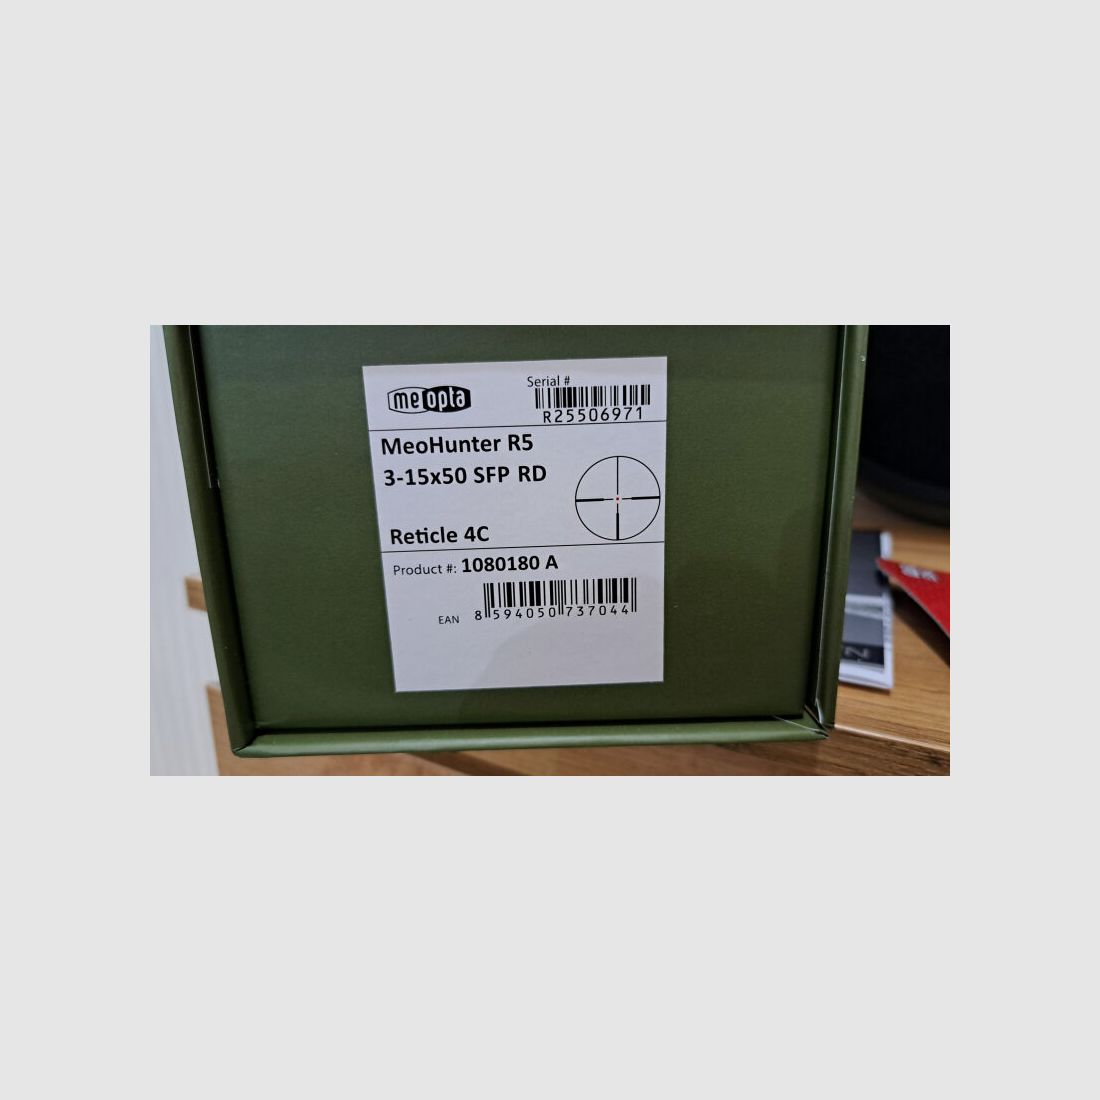 meopta
Serial #
R25506971
MeoHunter R5
3-15x50 SFP RD
Reticle 4C
Product #: 1080180 A
EAN 8 594050 737044